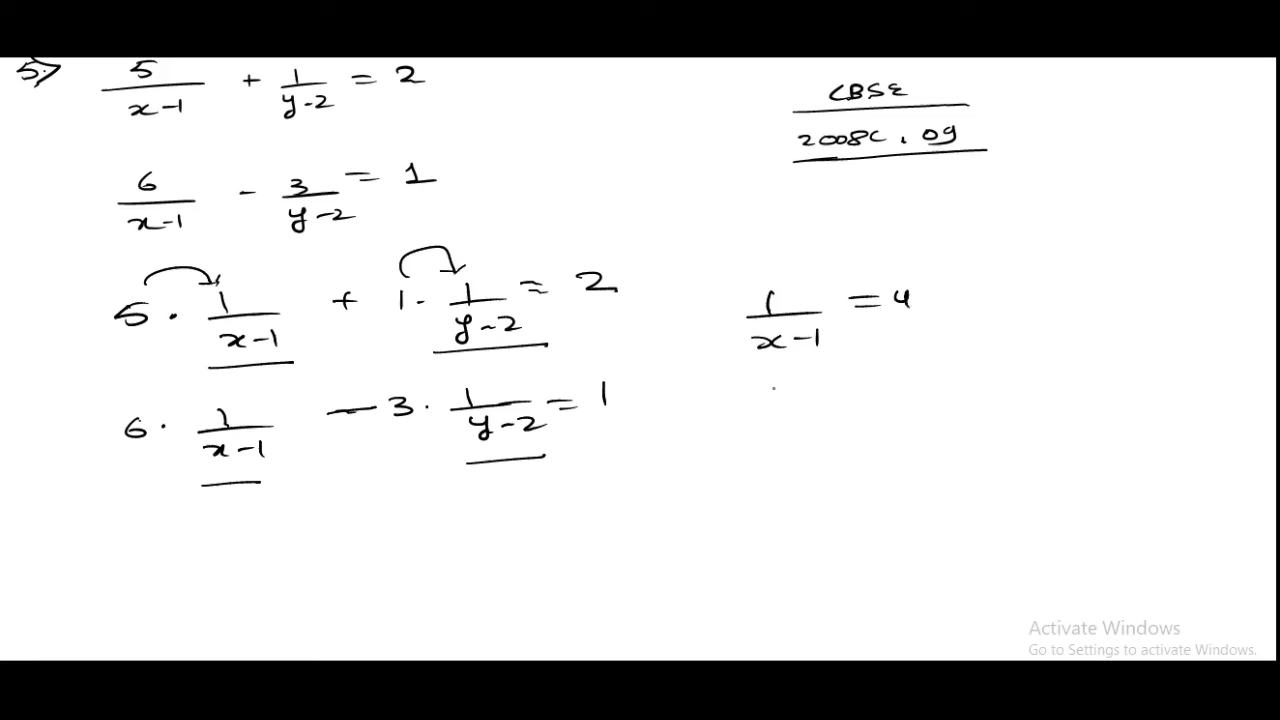 5.> 5/(x-1) + 1/(y-2) = 2
CBSE
2008C, 09
6/(x-1) - 3/(y-2) = 1
5 · 1/(x-1) + 1 · 1/(y-2) = 2
1/(x-1) = u
6 · 1/(x-1) - 3 · 1/(y-2) = 1
Activate Windows
Go to Settings to activate Windows.